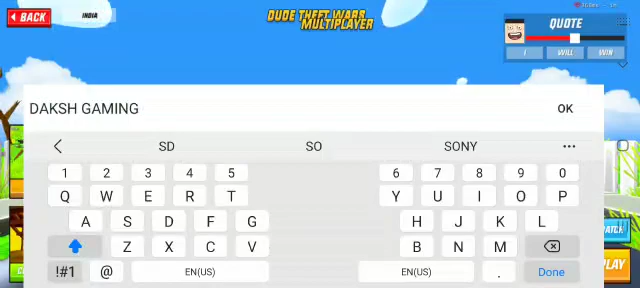 BACK
INDIA
DUDE THEFT WARS
MULTIPLAYER
QUOTE
I WILL WIN
DAKSH GAMING
OK
SD SO SONY
1 2 3 4 5 6 7 8 9 0
Q W E R T Y U I O P
A S D F G H J K L
Z X C V B N M
!#1 @ EN(US) EN(US) . Done